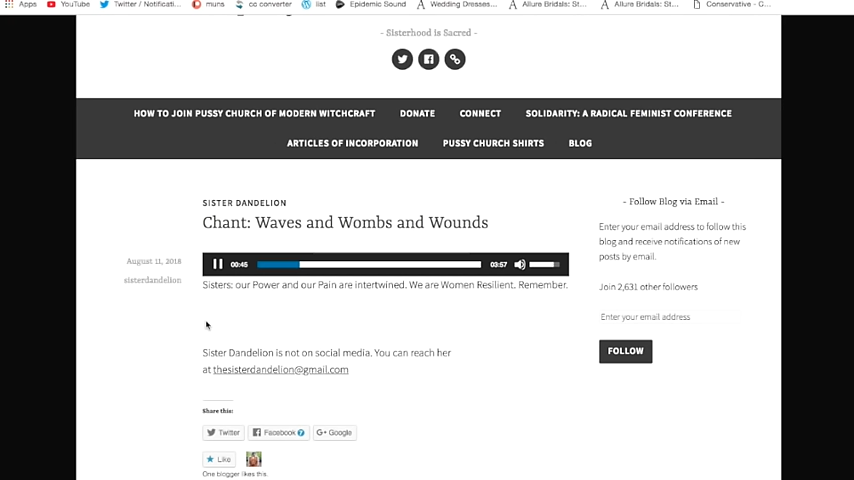 Apps YouTube Twitter / Notificati... muns co converter list Epidemic Sound Wedding Dresses... Allure Bridals: St... Allure Bridals: St... Conservative - C...
- Sisterhood is Sacred -
HOW TO JOIN PUSSY CHURCH OF MODERN WITCHCRAFT DONATE CONNECT SOLIDARITY: A RADICAL FEMINIST CONFERENCE
ARTICLES OF INCORPORATION PUSSY CHURCH SHIRTS BLOG
SISTER DANDELION
Chant: Waves and Wombs and Wounds
August 11, 2018
sisterdandelion
00:45 03:57
Sisters: our Power and our Pain are intertwined. We are Women Resilient. Remember.
Sister Dandelion is not on social media. You can reach her
at thesisterdandelion@gmail.com
Share this:
Twitter Facebook 7 G+ Google
Like
One blogger likes this.
- Follow Blog via Email -
Enter your email address to follow this
blog and receive notifications of new
posts by email.
Join 2,631 other followers
Enter your email address
FOLLOW